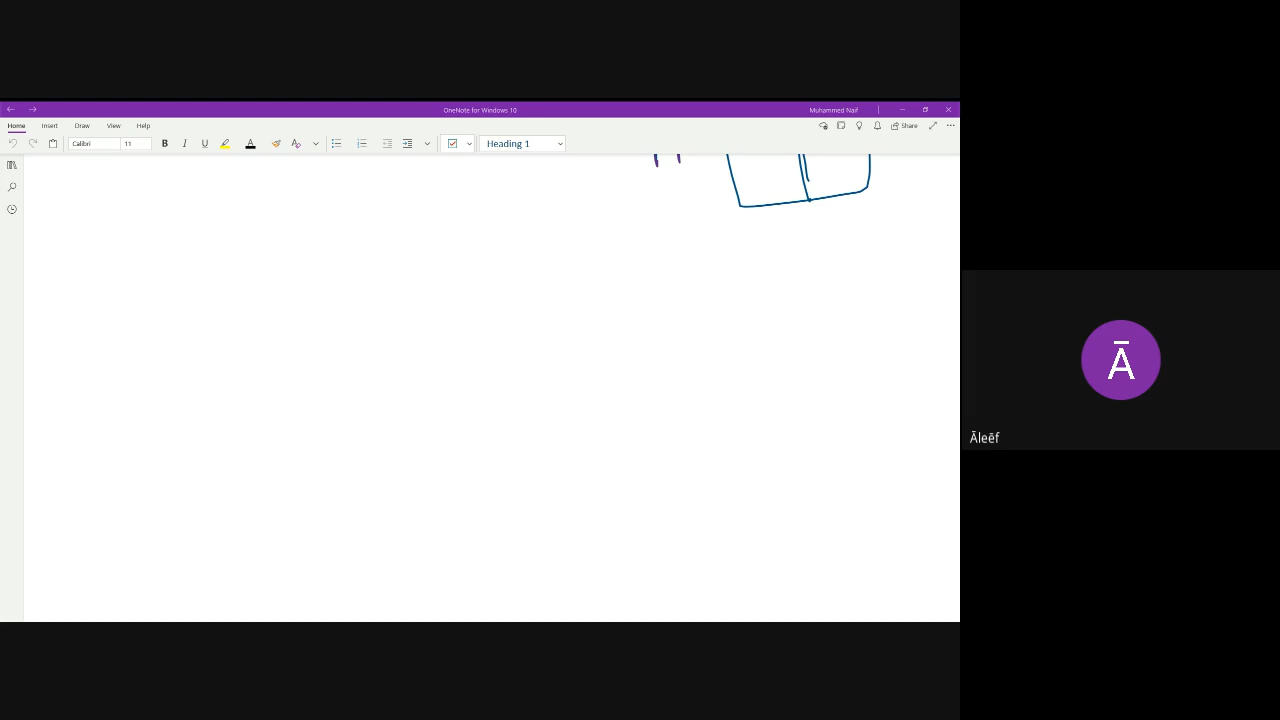 OneNote for Windows 10
Muhammed Naif
Home Insert Draw View Help
Share
Calibri 11 B I U A Heading 1
Ā
Āleēf